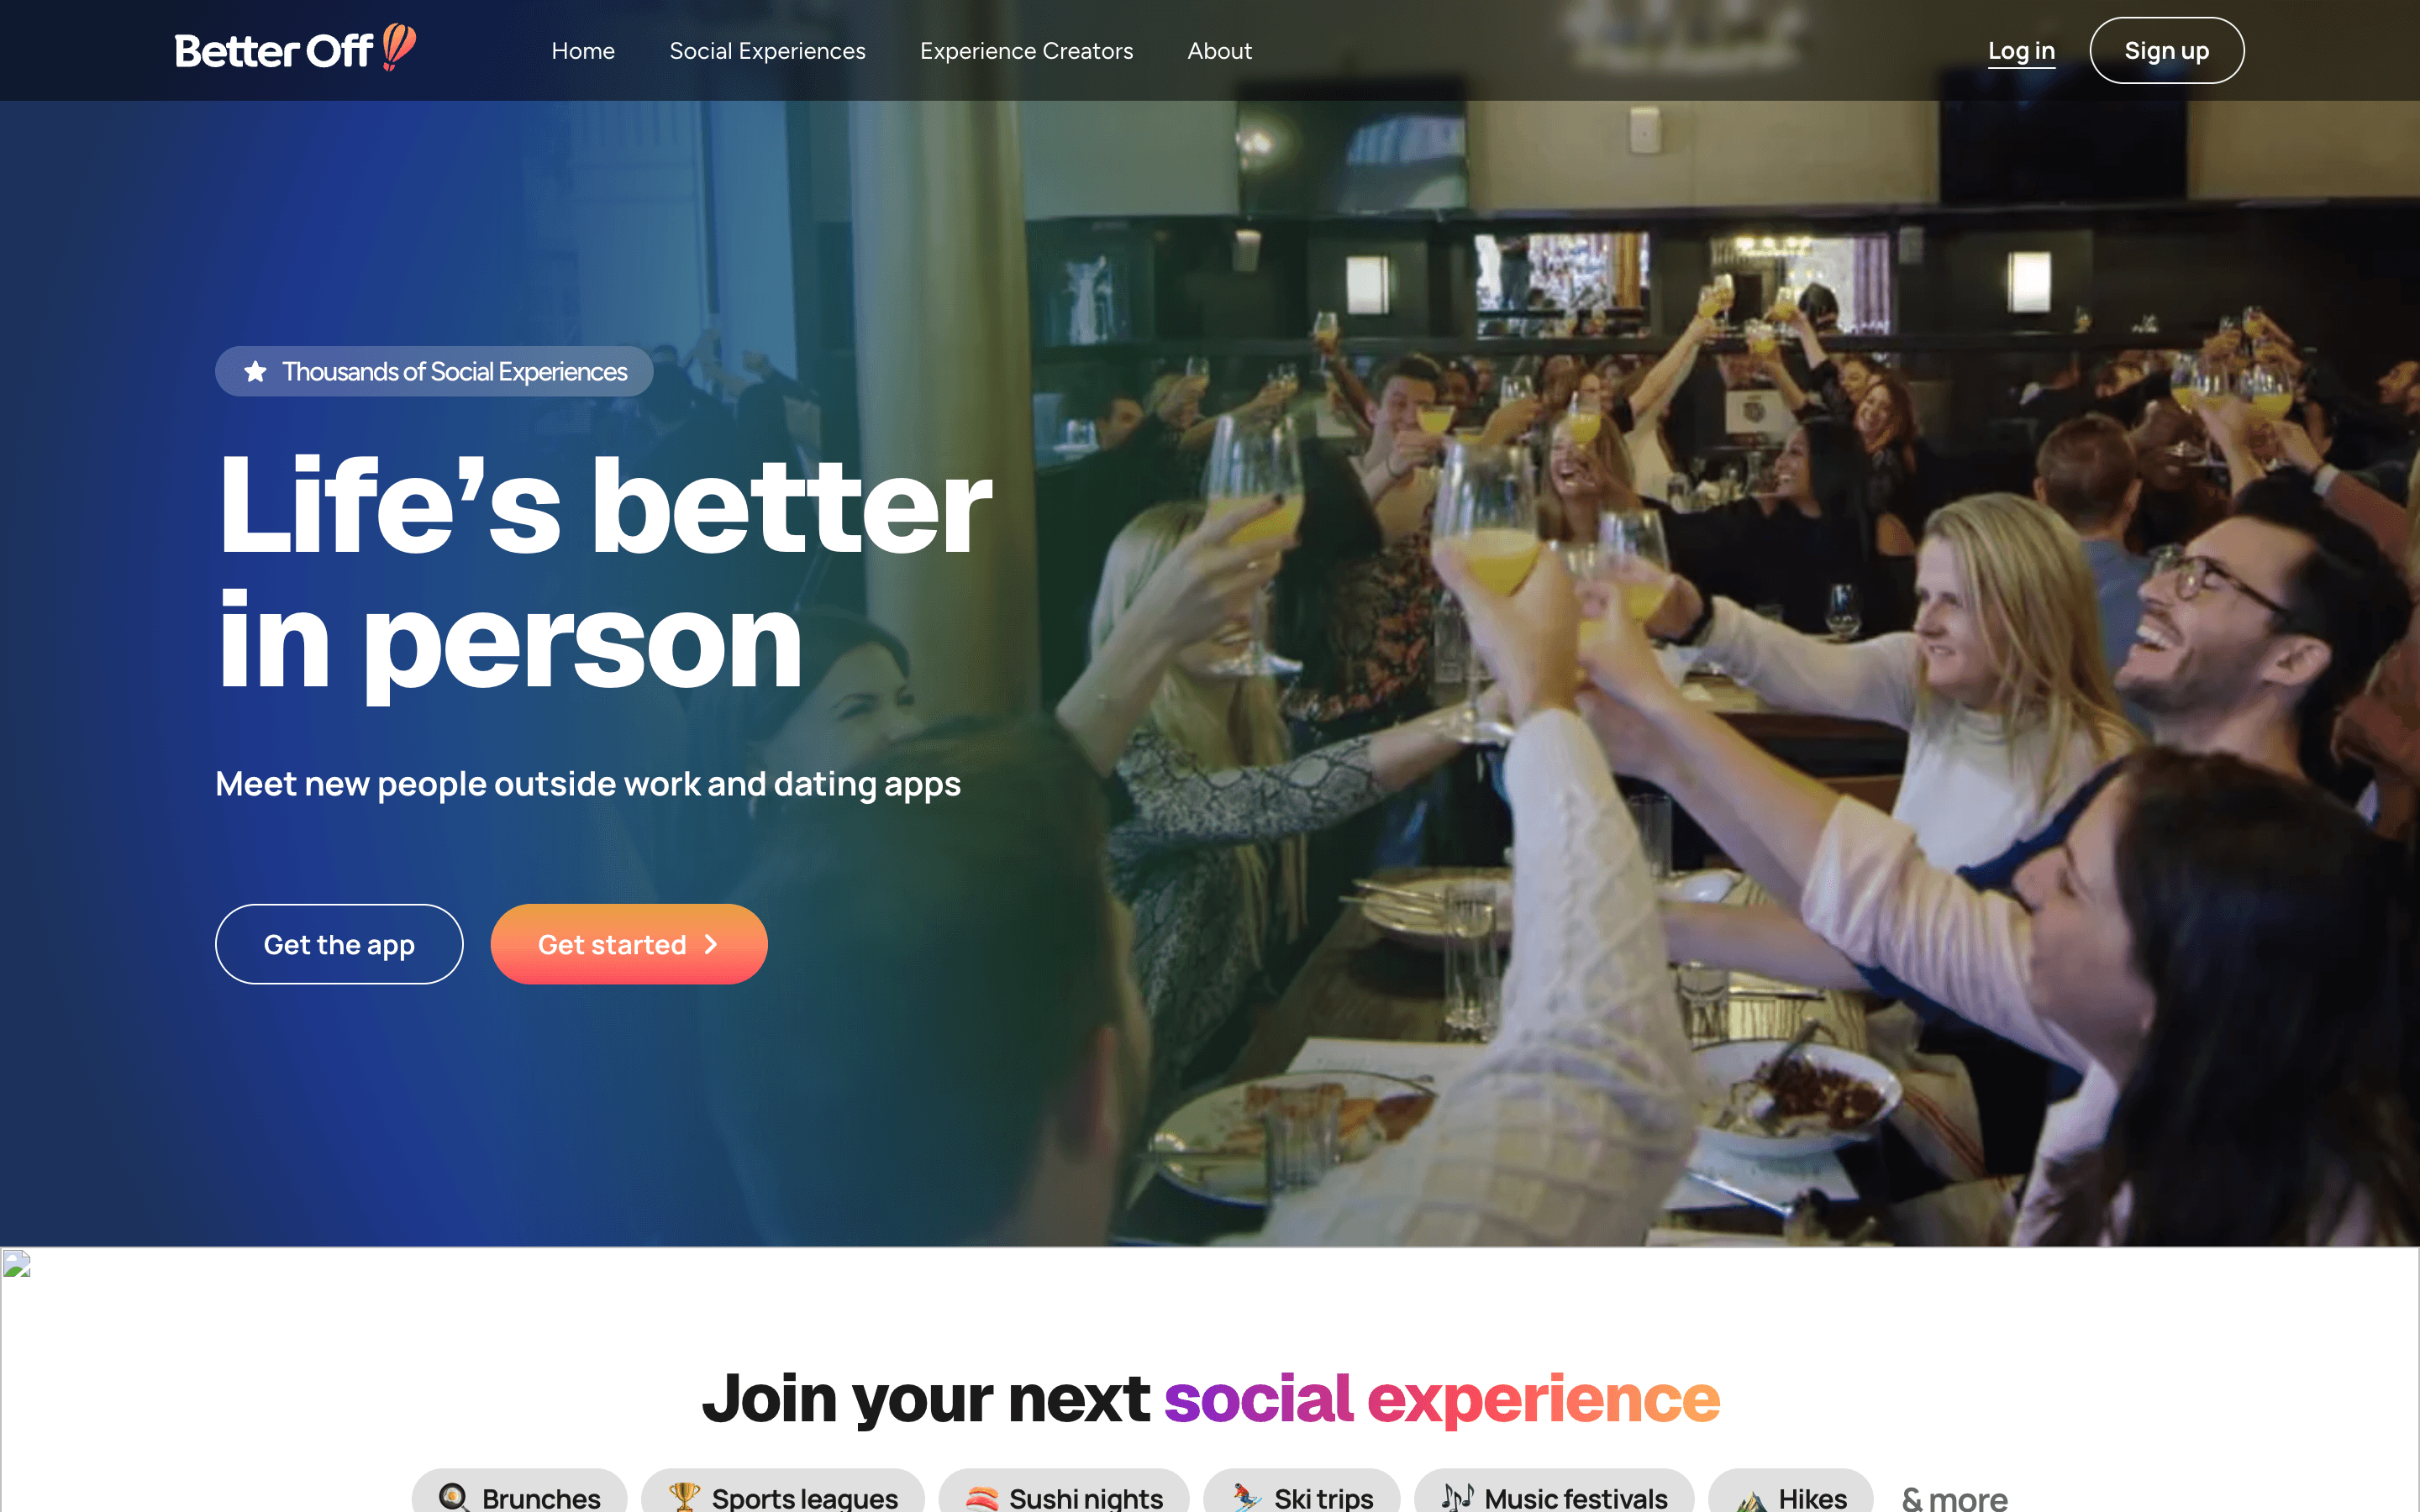 Better Off
Home
Social Experiences
Experience Creators
About
Log in
Sign up
Thousands of Social Experiences
Life’s better
in person
Meet new people outside work and dating apps
Get the app
Get started
Join your next social experience
Brunches
Sports leagues
Sushi nights
Ski trips
Music festivals
Hikes
& more